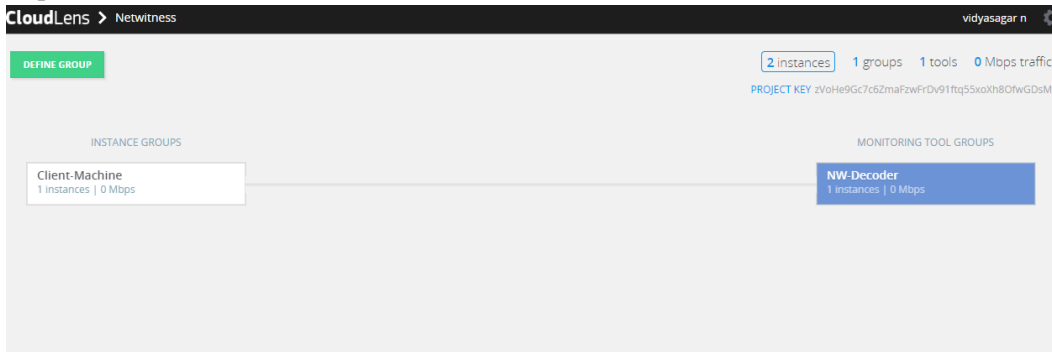 CloudLens > Netwitness
vidyasagar n
DEFINE GROUP
2 instances 1 groups 1 tools 0 Mbps traffic
PROJECT KEY
INSTANCE GROUPS
MONITORING TOOL GROUPS
Client-Machine
1 instances | 0 Mbps
NW-Decoder
1 instances | 0 Mbps